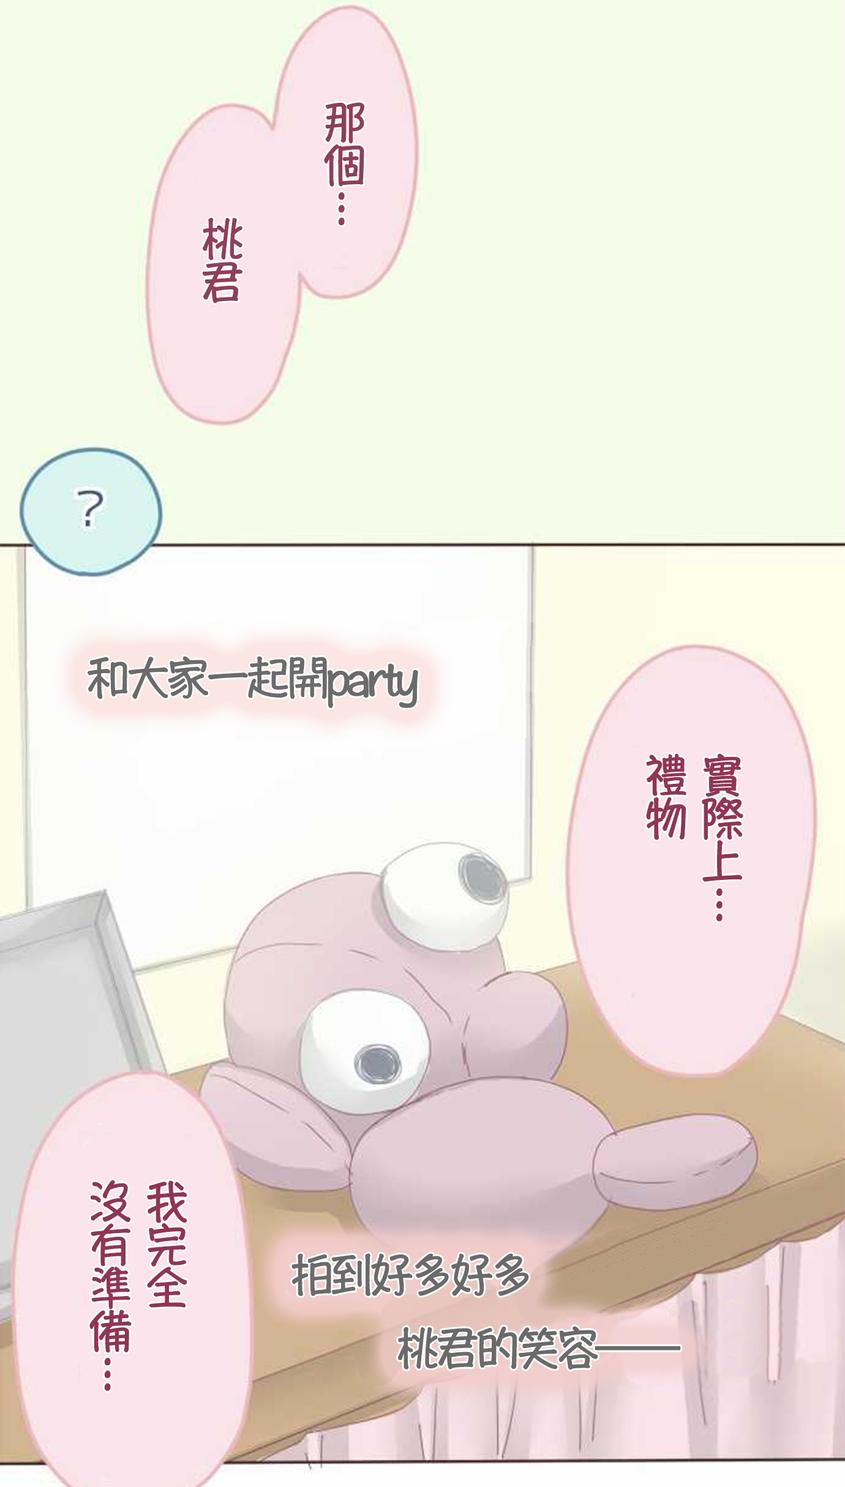 那個…
桃君
？
和大家一起開party
實際上…
禮物
我完全
沒有準備…
拍到好多好多
桃君的笑容——